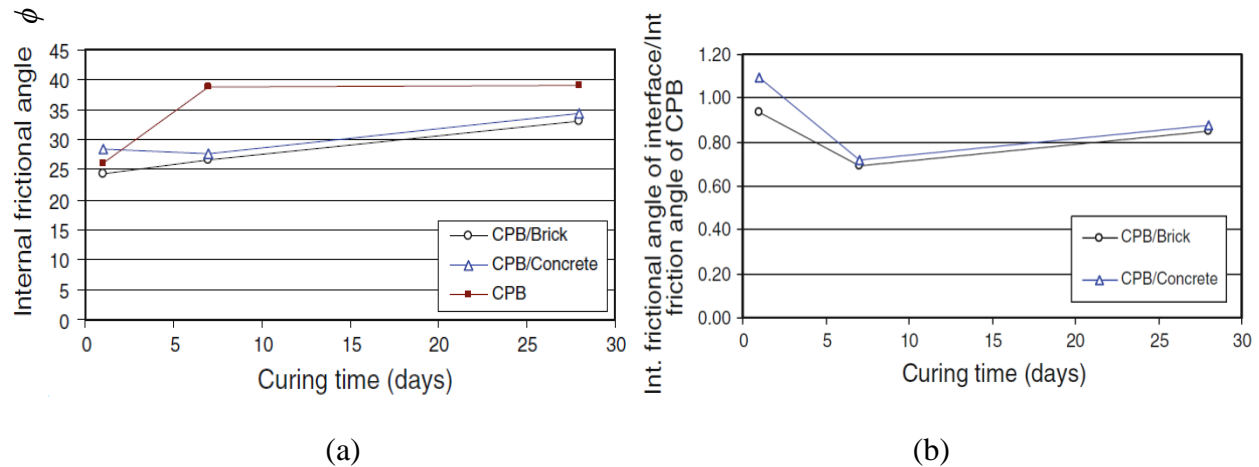 Internal frictional angle ϕ
45
40
35
30
25
20
15
10
5
0
CPB/Brick
CPB/Concrete
CPB
0 5 10 15 20 25 30
Curing time (days)
(a)
Int. frictional angle of interface/Int
friction angle of CPB
1.20
1.00
0.80
0.60
0.40
0.20
0.00
CPB/Brick
CPB/Concrete
0 5 10 15 20 25 30
Curing time (days)
(b)